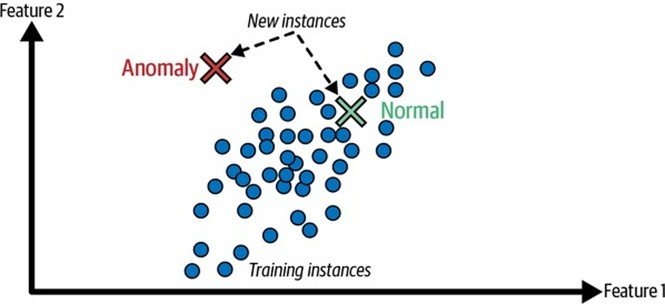 Feature 2
New instances
Anomaly
Normal
Training instances
Feature 1